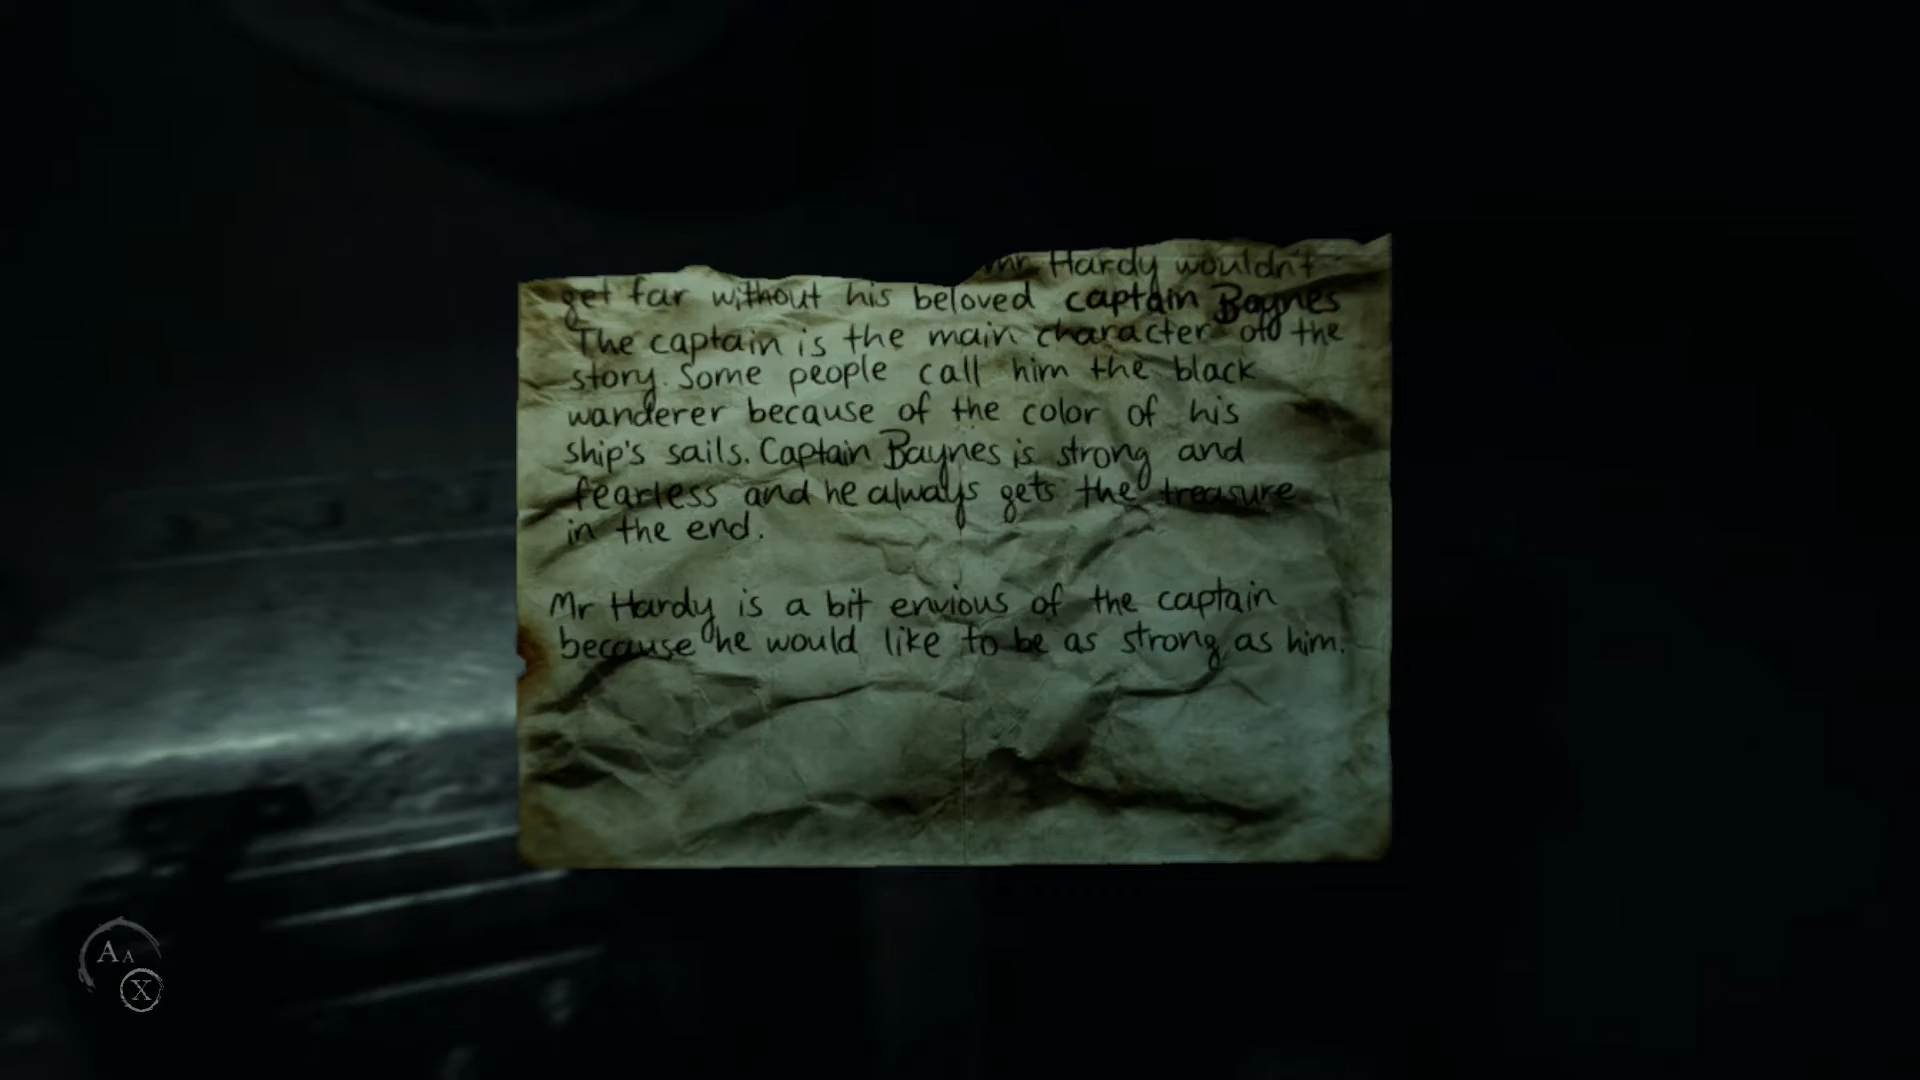 Mr Hardy wouldn't
get far without his beloved captain Baynes
The captain is the main character of the
story. Some people call him the black
wanderer because of the color of his
ship's sails. Captain Baynes is strong and
fearless and he always gets the treasure
in the end.
Mr Hardy is a bit envious of the captain
because he would like to be as strong as him.
AA
X